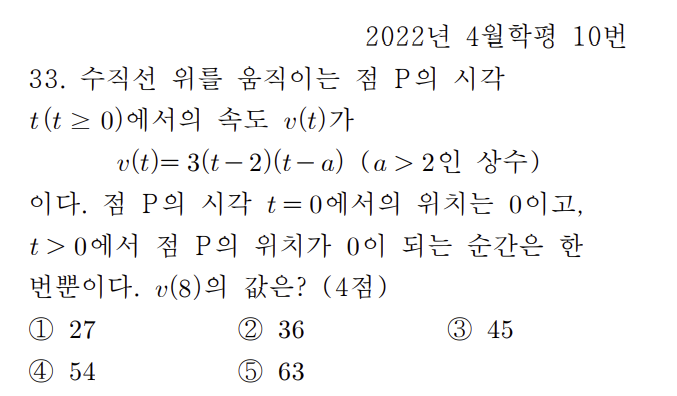 2022년 4월학평 10번
33. 수직선 위를 움직이는 점 P의 시각
t(t ≥ 0)에서의 속도 v(t)가
v(t)= 3(t-2)(t-a) (a>2인 상수)
이다. 점 P의 시각 t=0에서의 위치는 0이고,
t>0에서 점 P의 위치가 0이 되는 순간은 한
번뿐이다. v(8)의 값은? (4점)
① 27 ② 36 ③ 45
④ 54 ⑤ 63